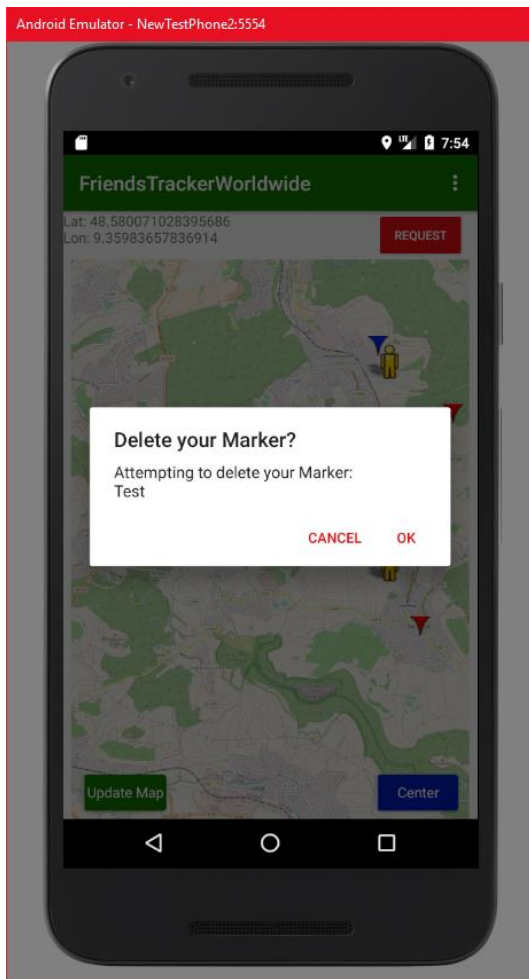 Android Emulator - NewTestPhone2:5554
LTE 7:54
FriendsTrackerWorldwide
Lat: 48.580071028395686
Lon: 9.35983657836914
REQUEST
Delete your Marker?
Attempting to delete your Marker:
Test
CANCEL OK
Update Map Center